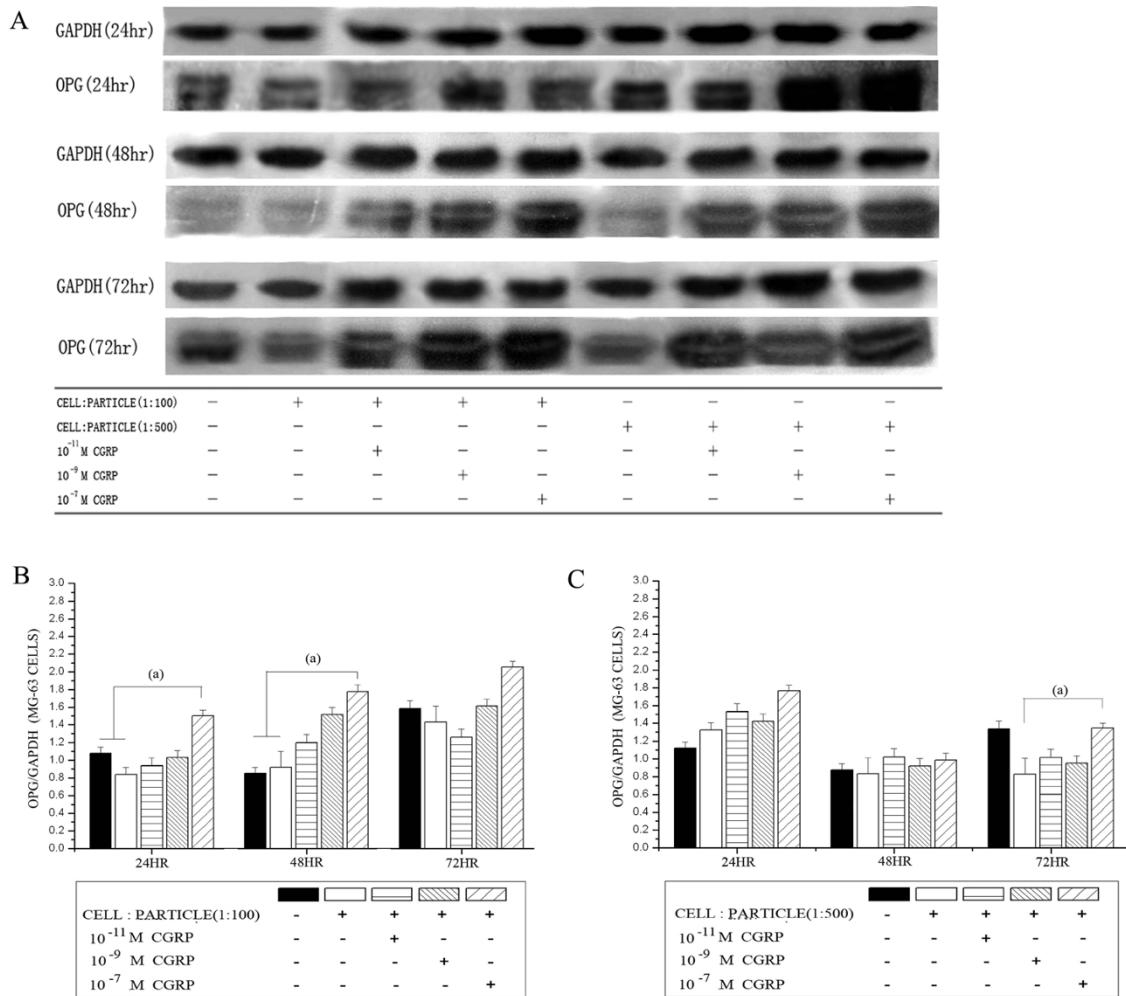 A
GAPDH(24hr)
OPG(24hr)
GAPDH(48hr)
OPG(48hr)
GAPDH(72hr)
OPG(72hr)
CELL:PARTICLE(1:100) − + + + + − − − −
CELL:PARTICLE(1:500) − − − − − + + + +
10⁻¹¹M CGRP − − + − − − + − −
10⁻⁹ M CGRP − − − + − − − + −
10⁻⁷ M CGRP − − − − + − − − +
B
OPG/GAPDH (MG-63 CELLS)
3.0
2.8
2.6
2.4
2.2
2.0
1.8
1.6
1.4
1.2
1.0
0.8
0.6
0.4
0.2
0.0
(a)
(a)
24HR 48HR 72HR
CELL : PARTICLE(1:100) - + + + +
10⁻¹¹ M CGRP - - + - -
10⁻⁹ M CGRP - - - + -
10⁻⁷ M CGRP - - - - +
C
OPG/GAPDH (MG-63 CELLS)
3.0
2.8
2.6
2.4
2.2
2.0
1.8
1.6
1.4
1.2
1.0
0.8
0.6
0.4
0.2
0.0
(a)
24HR 48HR 72HR
CELL : PARTICLE(1:500) - + + + +
10⁻¹¹ M CGRP - - + - -
10⁻⁹ M CGRP - - - + -
10⁻⁷ M CGRP - - - - +